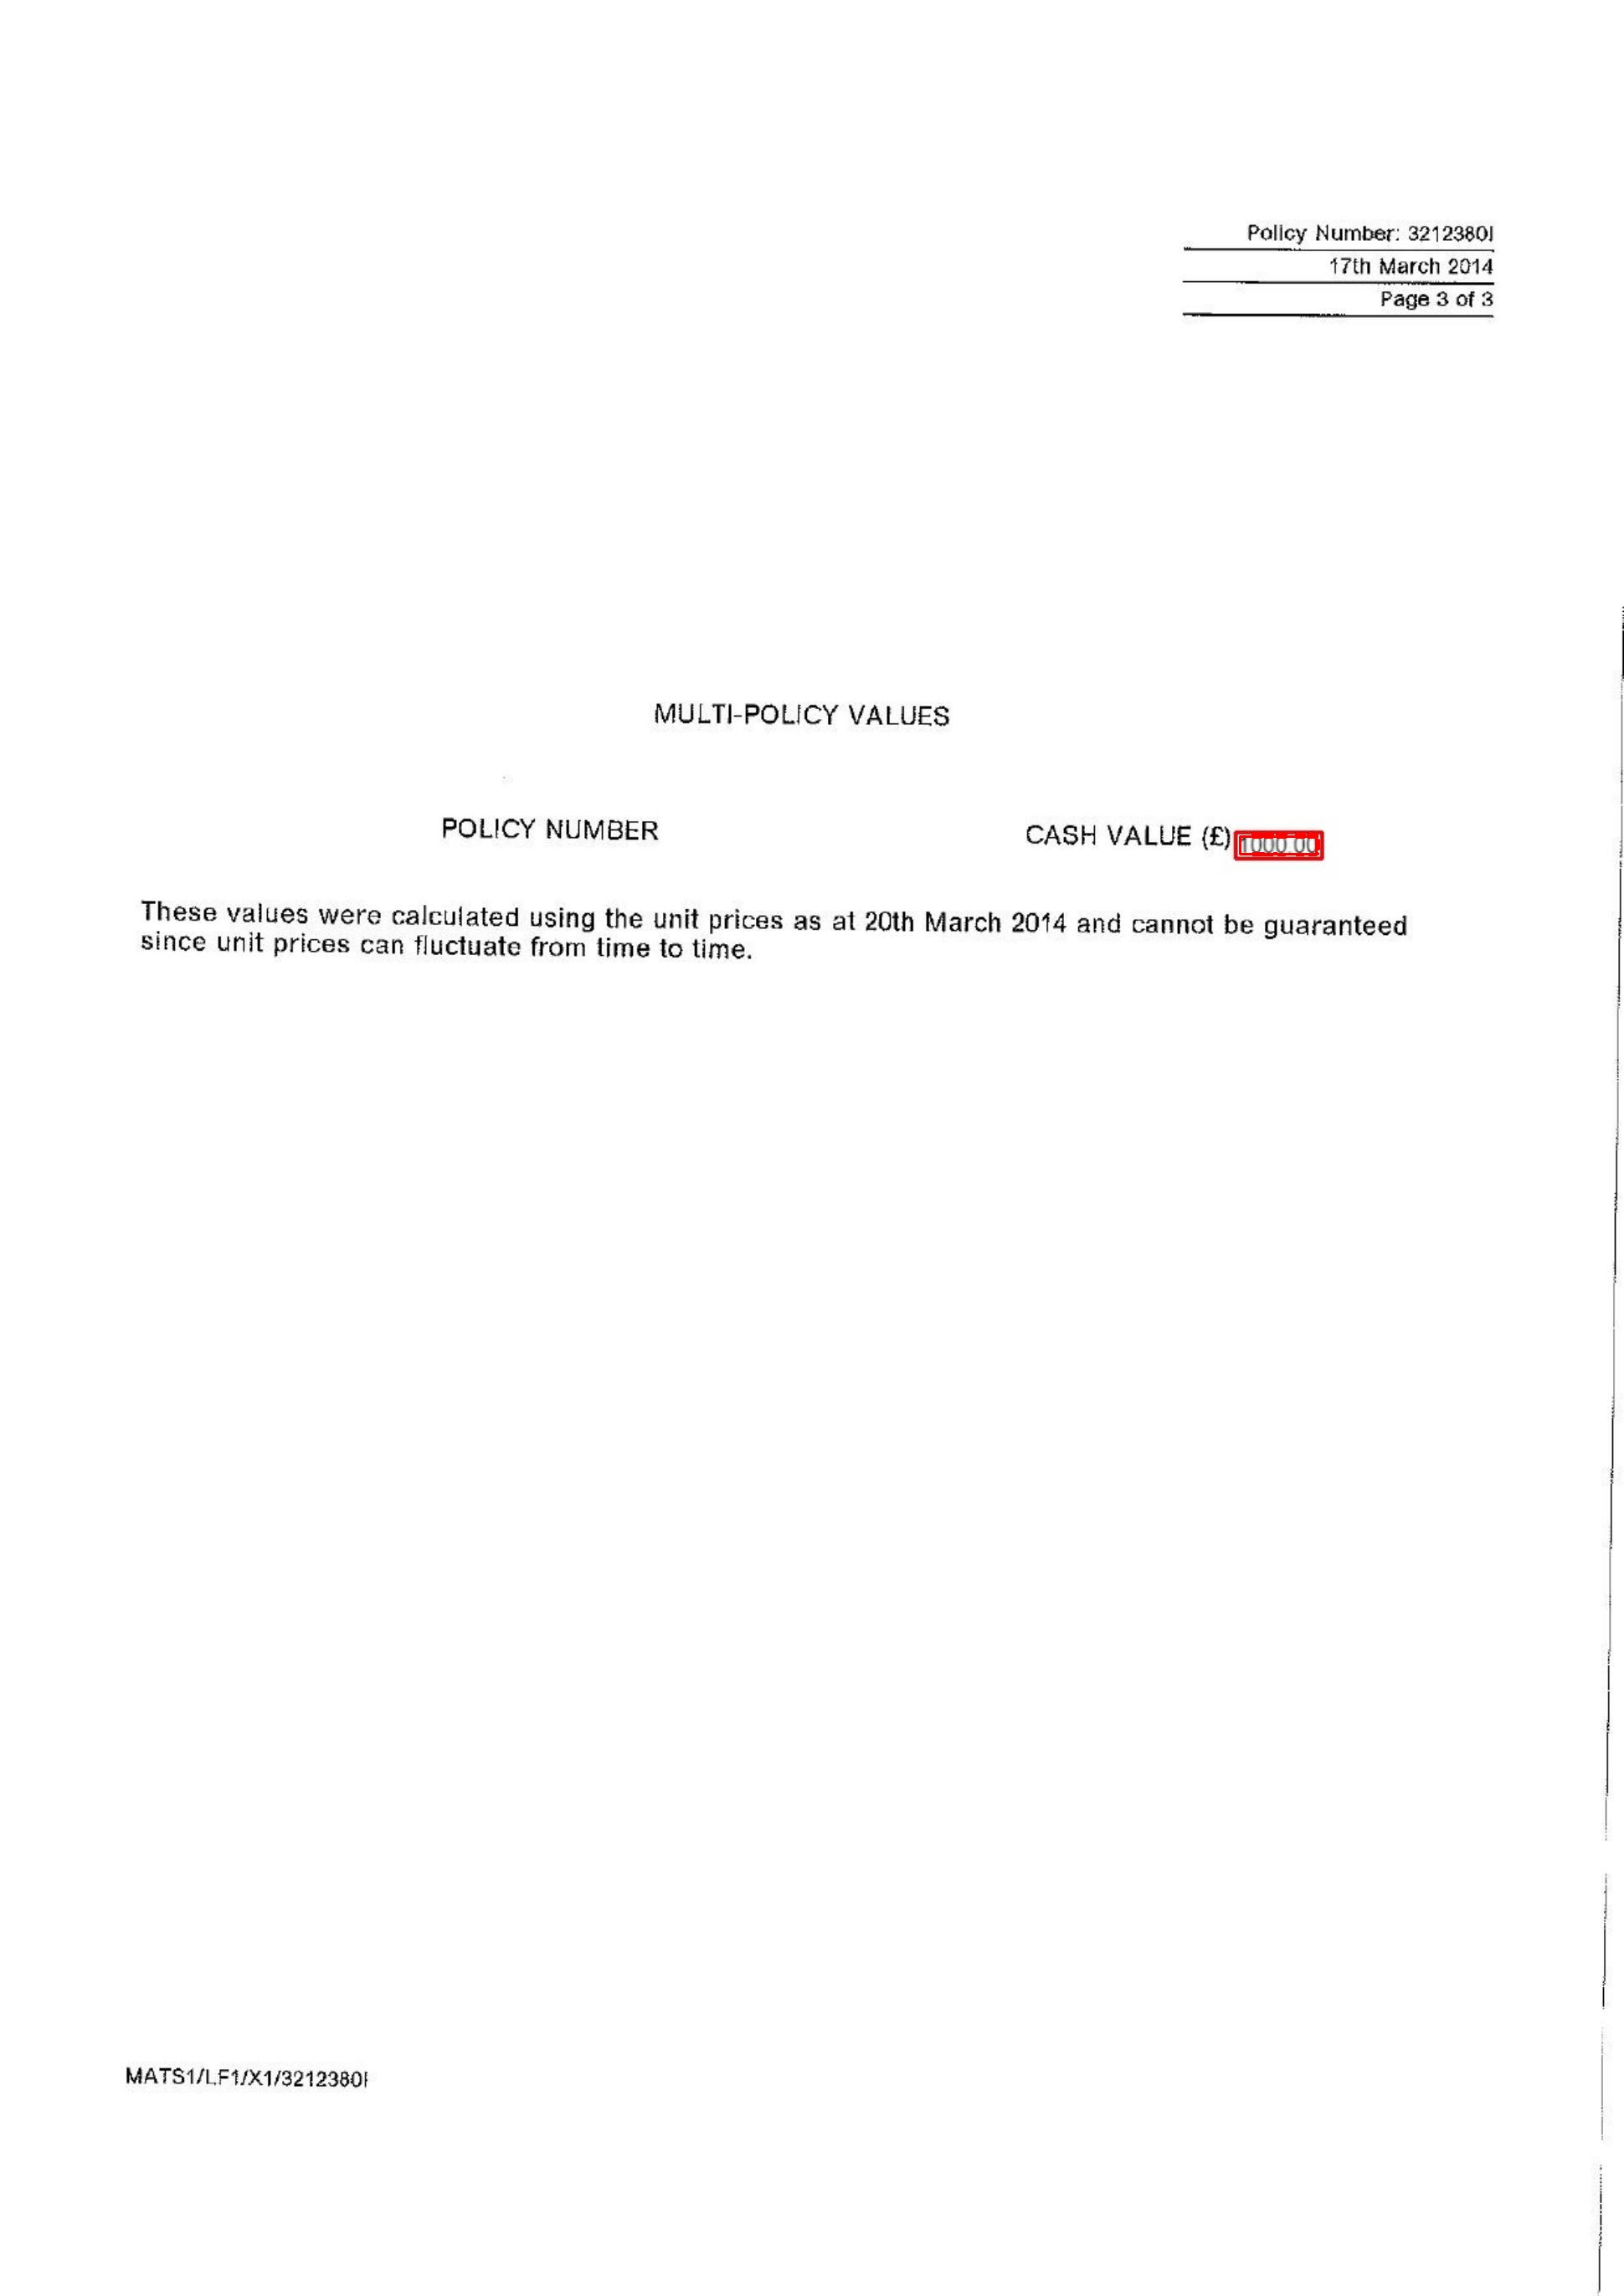 Policy Number: 3212380I
17th March 2014
Page 3 of 3
MULTI-POLICY VALUES
POLICY NUMBER
CASH VALUE (£) 1000 00
These values were calculated using the unit prices as at 20th March 2014 and cannot be guaranteed
since unit prices can fluctuate from time to time.
MATS1/LF1/X1/3212380I